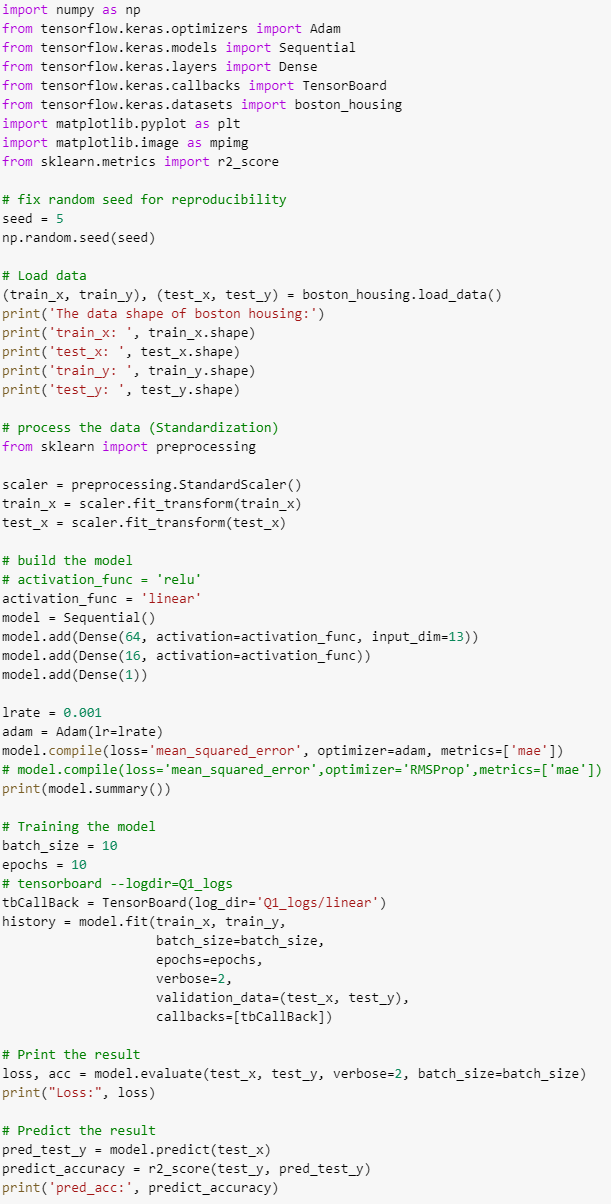 import numpy as np
from tensorflow.keras.optimizers import Adam
from tensorflow.keras.models import Sequential
from tensorflow.keras.layers import Dense
from tensorflow.keras.callbacks import TensorBoard
from tensorflow.keras.datasets import boston_housing
import matplotlib.pyplot as plt
import matplotlib.image as mpimg
from sklearn.metrics import r2_score

# fix random seed for reproducibility
seed = 5
np.random.seed(seed)

# Load data
(train_x, train_y), (test_x, test_y) = boston_housing.load_data()
print('The data shape of boston housing:')
print('train_x: ', train_x.shape)
print('test_x: ', test_x.shape)
print('train_y: ', train_y.shape)
print('test_y: ', test_y.shape)

# process the data (Standardization)
from sklearn import preprocessing

scaler = preprocessing.StandardScaler()
train_x = scaler.fit_transform(train_x)
test_x = scaler.fit_transform(test_x)

# build the model
# activation_func = 'relu'
activation_func = 'linear'
model = Sequential()
model.add(Dense(64, activation=activation_func, input_dim=13))
model.add(Dense(16, activation=activation_func))
model.add(Dense(1))

lrate = 0.001
adam = Adam(lr=lrate)
model.compile(loss='mean_squared_error', optimizer=adam, metrics=['mae'])
# model.compile(loss='mean_squared_error',optimizer='RMSProp',metrics=['mae'])
print(model.summary())

# Training the model
batch_size = 10
epochs = 10
# tensorboard --logdir=Q1_logs
tbCallBack = TensorBoard(log_dir='Q1_logs/linear')
history = model.fit(train_x, train_y,
                    batch_size=batch_size,
                    epochs=epochs,
                    verbose=2,
                    validation_data=(test_x, test_y),
                    callbacks=[tbCallBack])

# Print the result
loss, acc = model.evaluate(test_x, test_y, verbose=2, batch_size=batch_size)
print("Loss:", loss)

# Predict the result
pred_test_y = model.predict(test_x)
predict_accuracy = r2_score(test_y, pred_test_y)
print('pred_acc:', predict_accuracy)